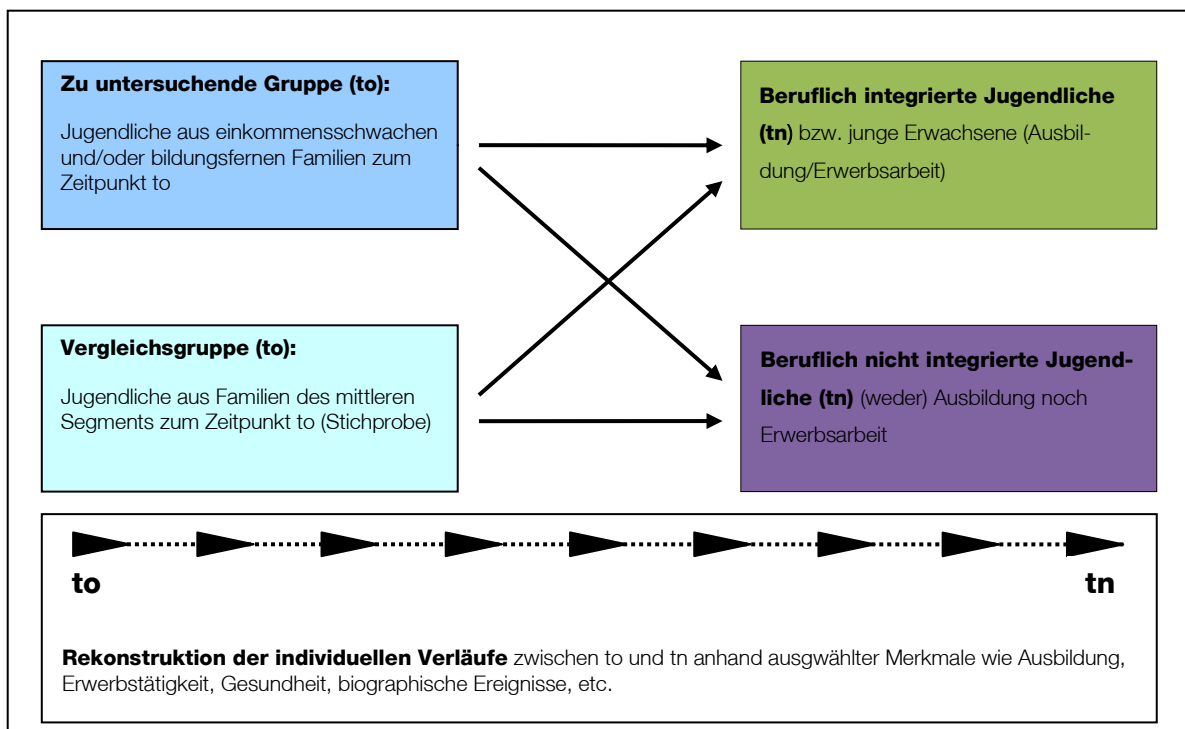 Zu untersuchende Gruppe (to):
Jugendliche aus einkommensschwachen
und/oder bildungsfernen Familien zum
Zeitpunkt to
Beruflich integrierte Jugendliche
(tn) bzw. junge Erwachsene (Ausbil-
dung/Erwerbsarbeit)
Vergleichsgruppe (to):
Jugendliche aus Familien des mittleren
Segments zum Zeitpunkt to (Stichprobe)
Beruflich nicht integrierte Jugend-
liche (tn) (weder) Ausbildung noch
Erwerbsarbeit
to
tn
Rekonstruktion der individuellen Verläufe zwischen to und tn anhand ausgwählter Merkmale wie Ausbildung,
Erwerbstätigkeit, Gesundheit, biographische Ereignisse, etc.